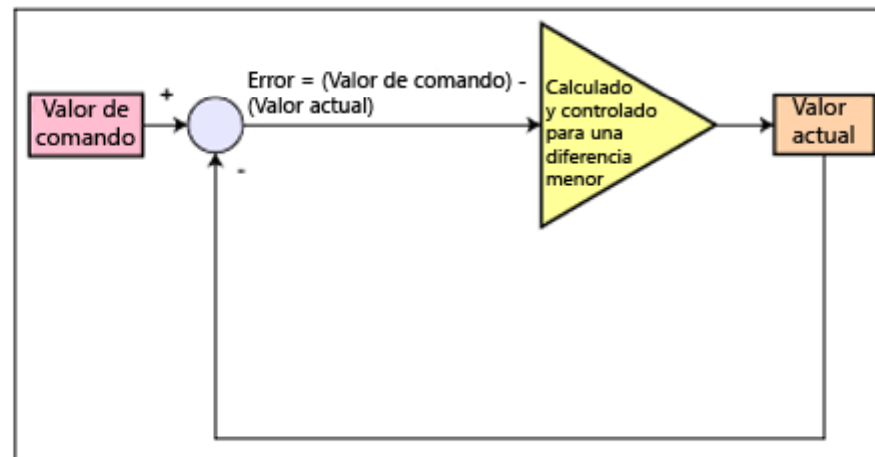 Valor de
comando
+
-
Error = (Valor de comando) -
(Valor actual)
Calculado
y controlado
para una
diferencia
menor
Valor
actual